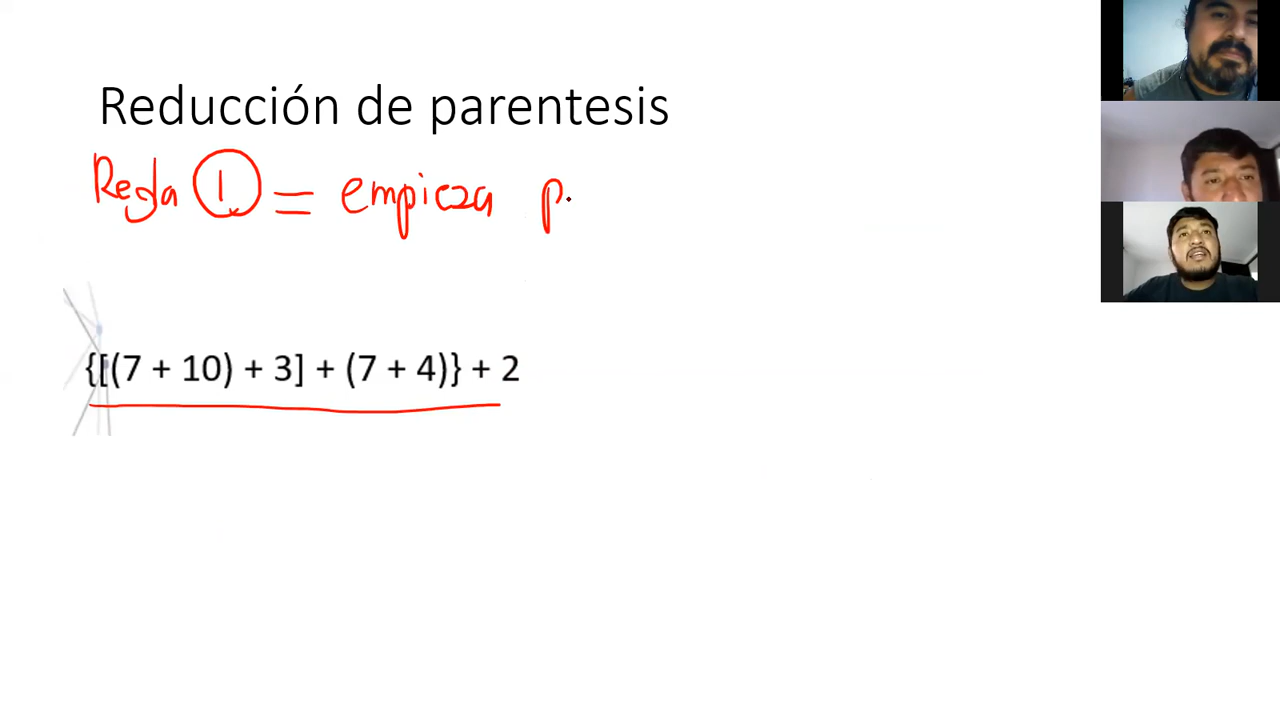 Reducción de parentesis
Regla 1 = empieza p
{[(7 + 10) + 3] + (7 + 4)} + 2